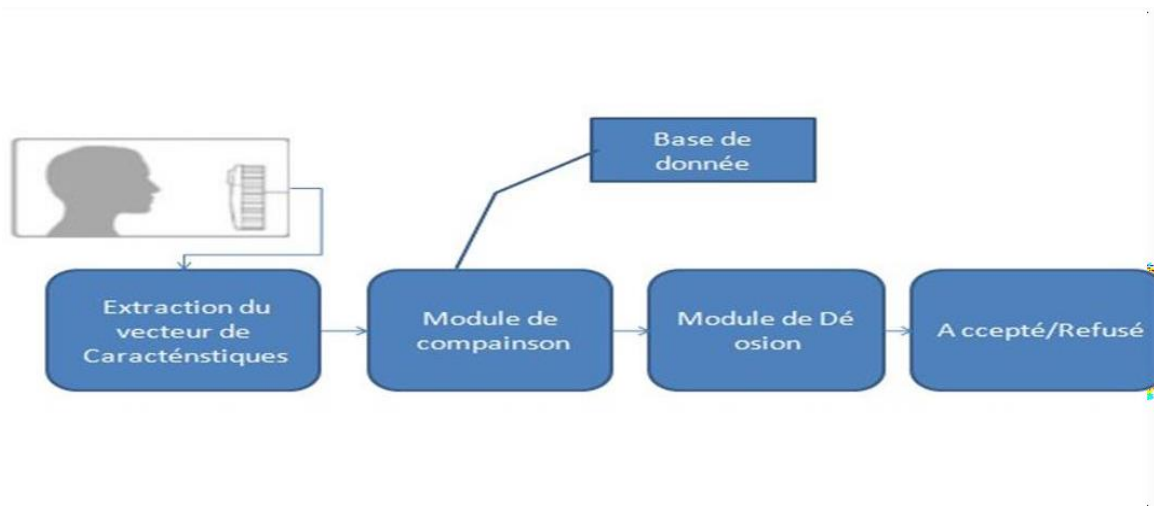 Base de
donnée
Extraction du
vecteur de
Caracténstiques
Module de
compainson
Module de Dé
osion
A ccepté/Refusé